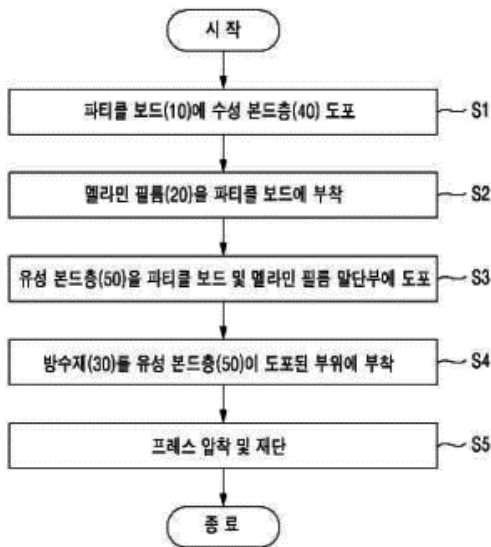 시 작
파티클 보드(10)에 수성 본드층(40) 도포
S1
멜라민 필름(20)을 파티클 보드에 부착
S2
유성 본드층(50)을 파티클 보드 및 멜라민 필름 말단부에 도포
S3
방수재(30)를 유성 본드층(50)이 도포된 부위에 부착
S4
프레스 압착 및 재단
S5
종 료